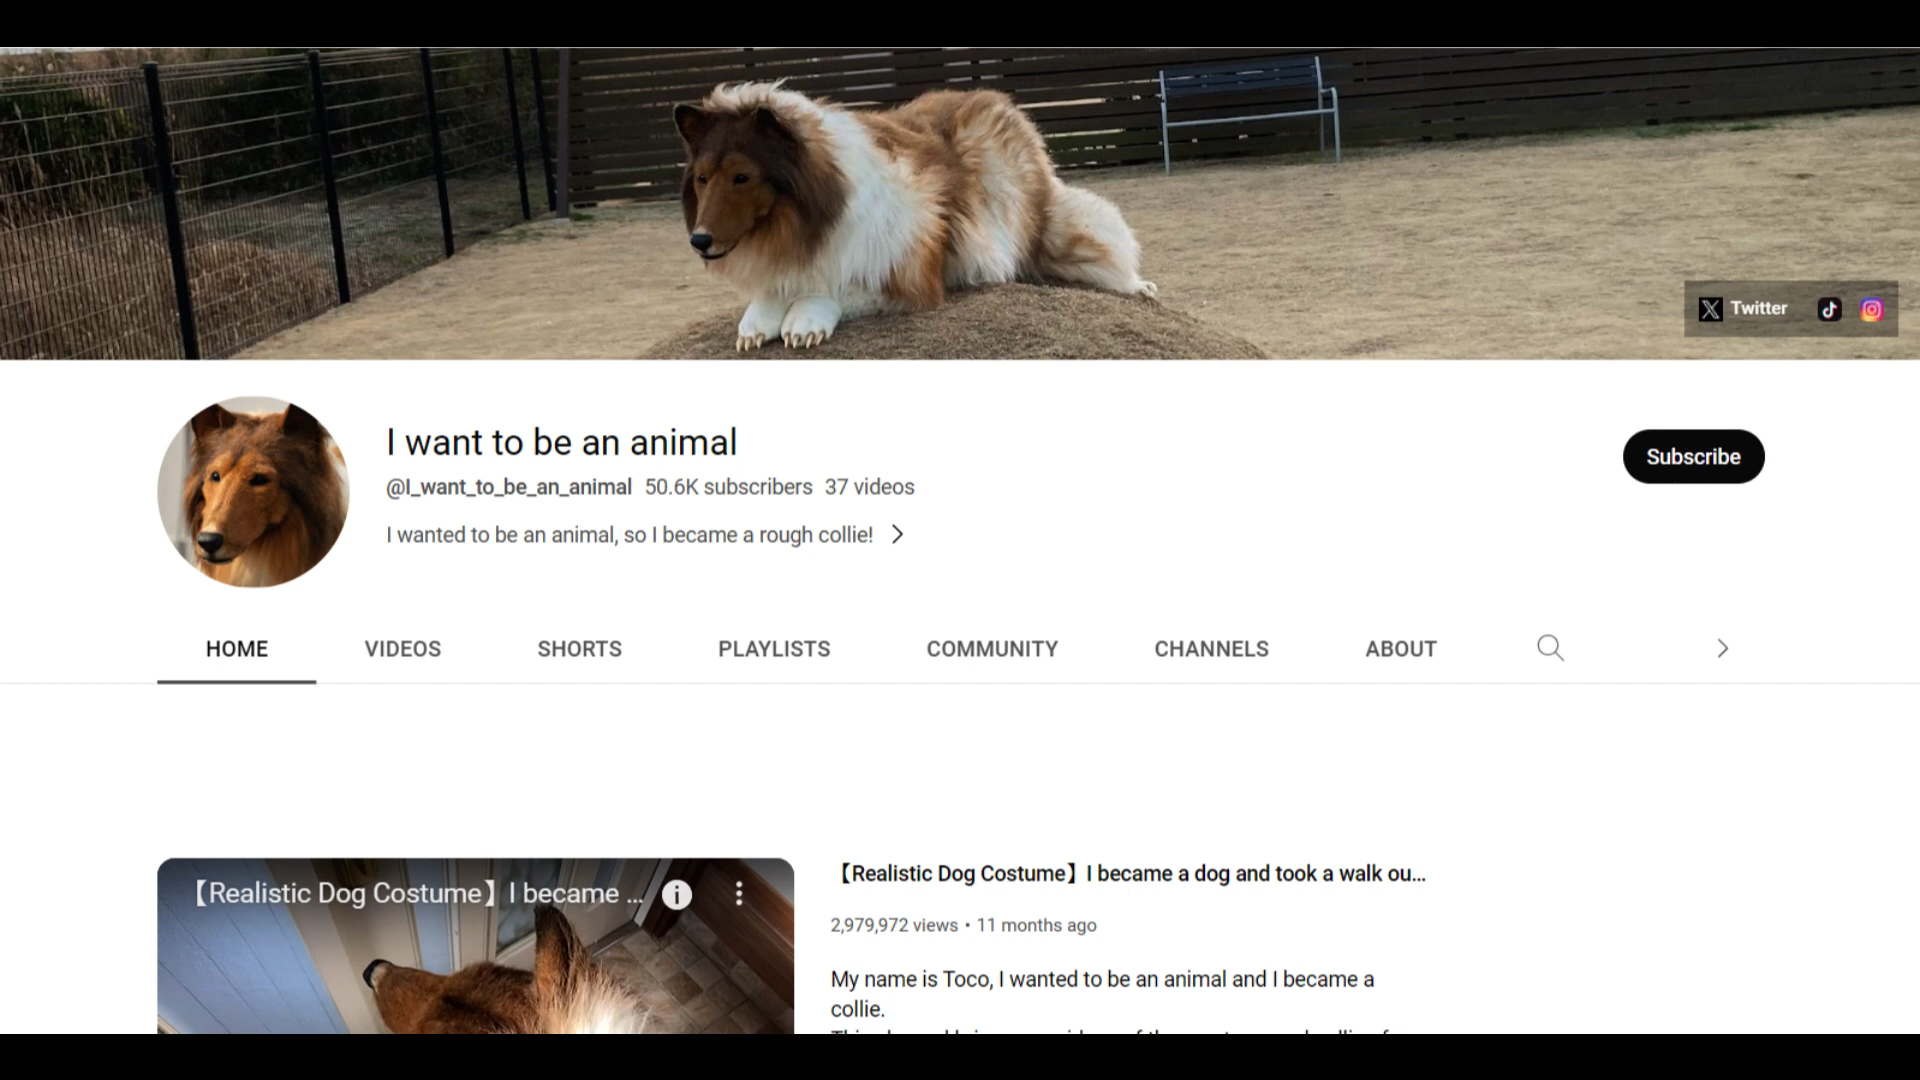 Twitter
I want to be an animal
@I_want_to_be_an_animal 50.6K subscribers 37 videos
I wanted to be an animal, so I became a rough collie!
Subscribe
HOME VIDEOS SHORTS PLAYLISTS COMMUNITY CHANNELS ABOUT
【Realistic Dog Costume】I became ...
【Realistic Dog Costume】I became a dog and took a walk ou...
2,979,972 views • 11 months ago
My name is Toco, I wanted to be an animal and I became a
collie.